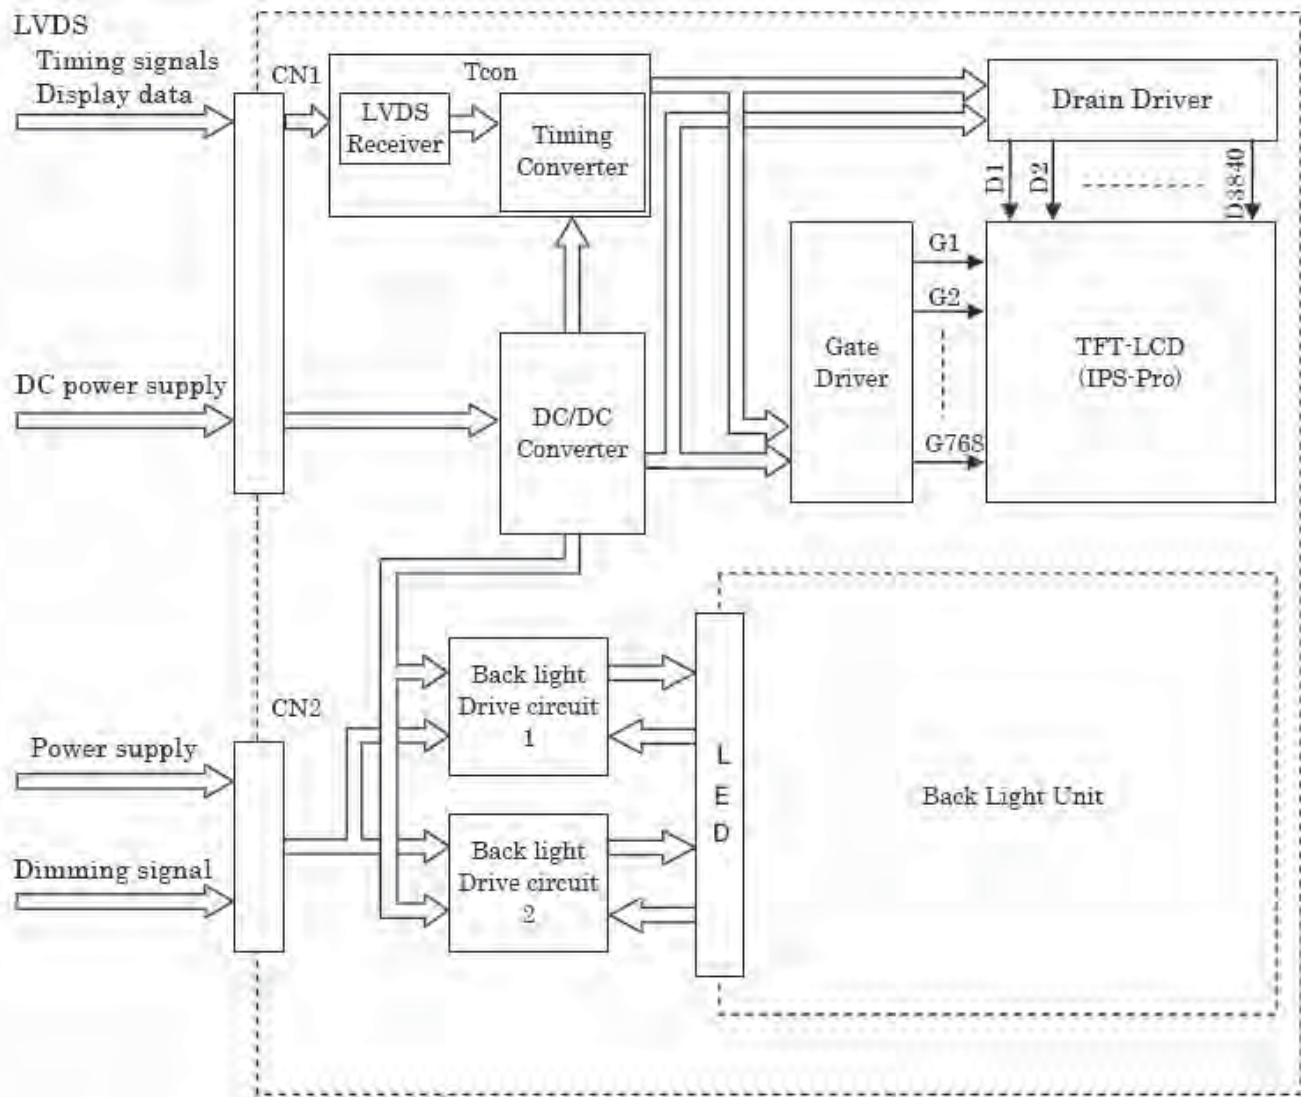 LVDS
Timing signals
Display data
CN1
Tcon
LVDS
Receiver
Timing
Converter
Drain Driver
D1
D2
D3840
G1
G2
G768
Gate
Driver
TFT-LCD
(IPS-Pro)
DC power supply
DC/DC
Converter
CN2
Power supply
Dimming signal
Back light
Drive circuit
1
Back light
Drive circuit
2
L
E
D
Back Light Unit